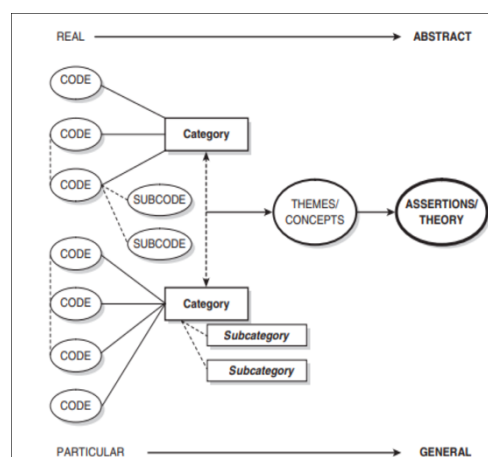 REAL
ABSTRACT
CODE
CODE
Category
CODE
SUBCODE
SUBCODE
THEMES/
CONCEPTS
ASSERTIONS/
THEORY
CODE
CODE
Category
Subcategory
CODE
Subcategory
CODE
PARTICULAR
GENERAL